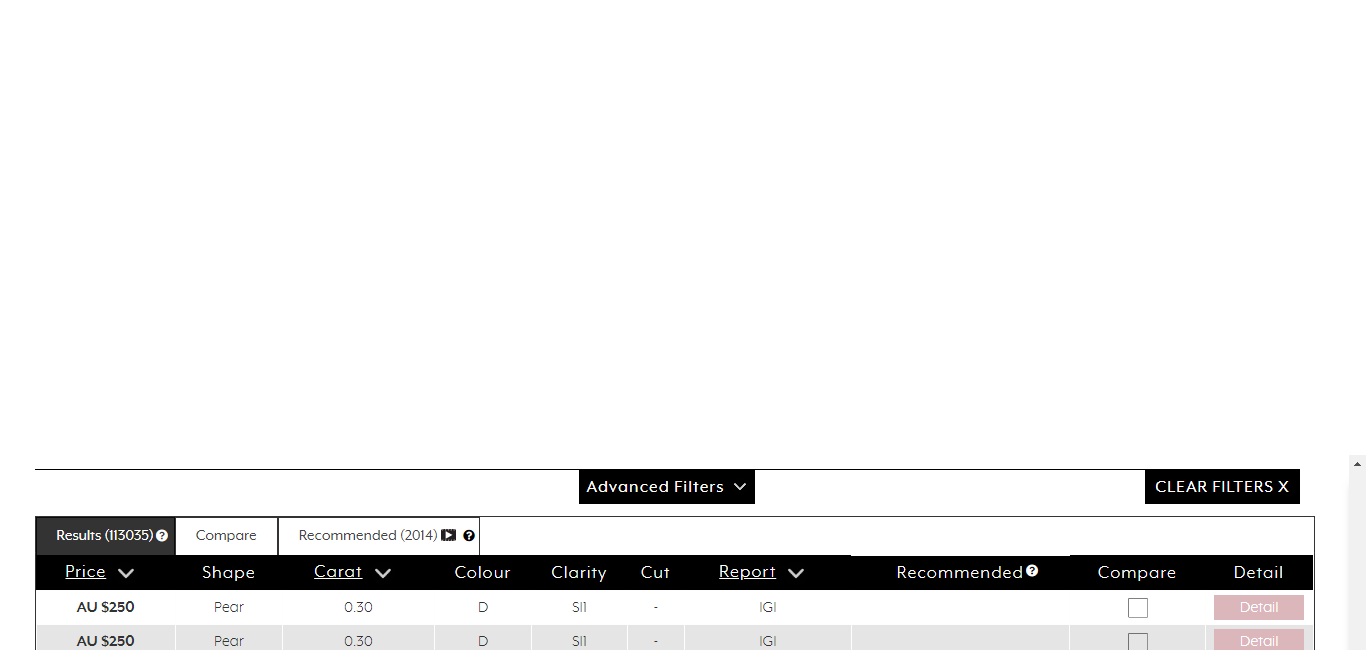 Advanced Filters
CLEAR FILTERS X
Results (113035) ? Compare Recommended (2014) ?
Price Shape Carat Colour Clarity Cut Report Recommended ? Compare Detail
AU $250 Pear 0.30 D SI1 - IGI Detail
AU $250 Pear 0.30 D SI1 - IGI Detail